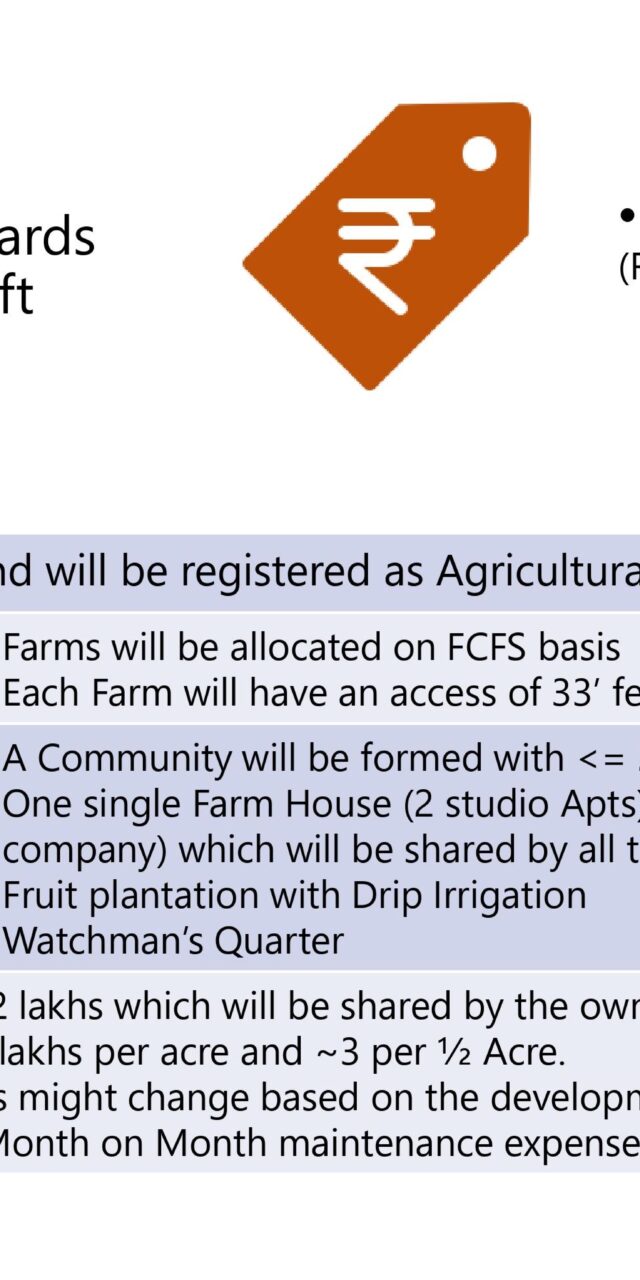 ards
ft
₹
•
(F
nd will be registered as Agricultura
Farms will be allocated on FCFS basis
Each Farm will have an access of 33’ fe
A Community will be formed with <=
One single Farm House (2 studio Apts)
company) which will be shared by all t
Fruit plantation with Drip Irrigation
Watchman’s Quarter
2 lakhs which will be shared by the own
lakhs per acre and ~3 per ½ Acre.
s might change based on the developm
Month on Month maintenance expense